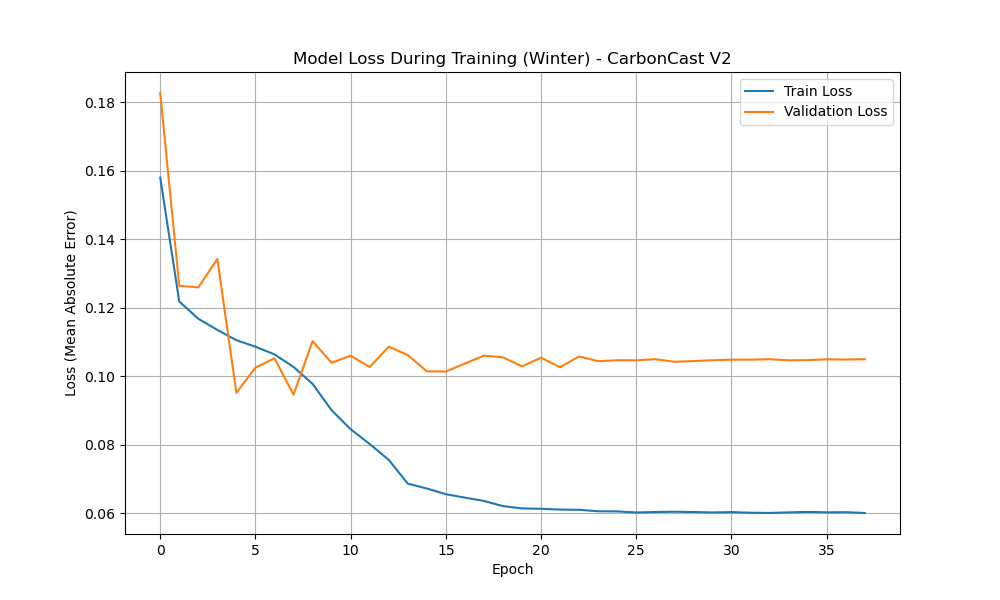 Model Loss During Training (Winter) - CarbonCast V2
Train Loss
Validation Loss
Loss (Mean Absolute Error)
0.18
0.16
0.14
0.12
0.10
0.08
0.06
0 5 10 15 20 25 30 35
Epoch